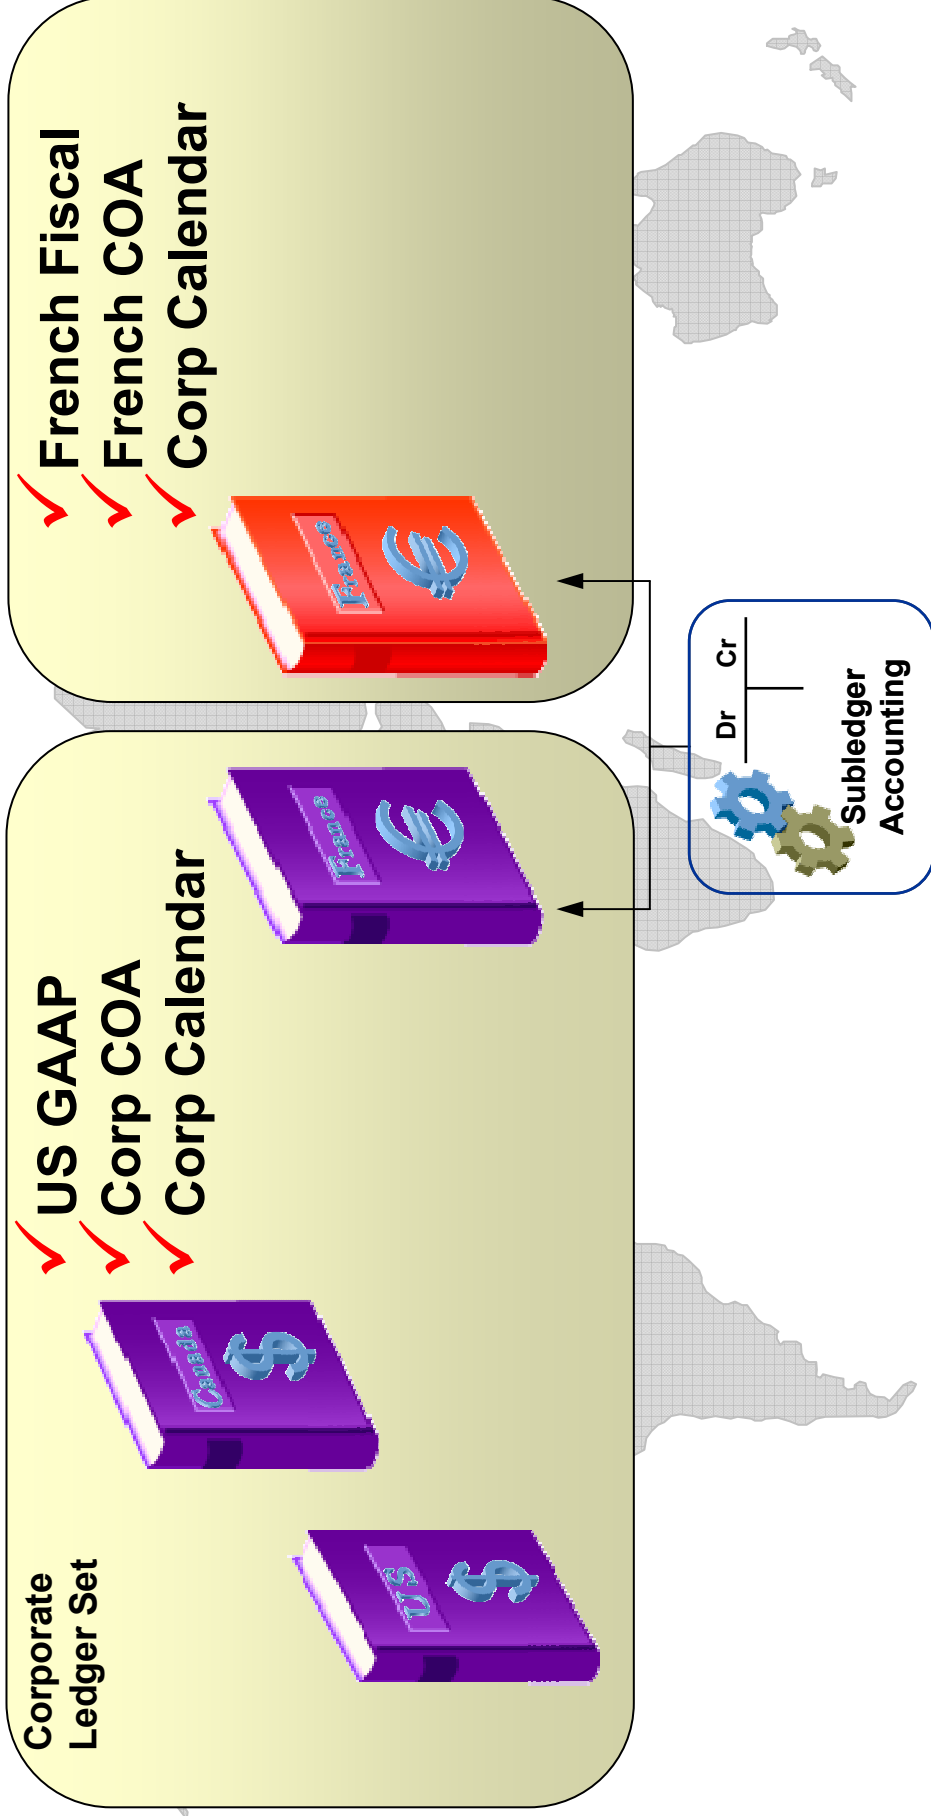 Corporate
Ledger Set
US GAAP
Corp COA
Corp Calendar
US
Canada
France
French Fiscal
French COA
Corp Calendar
France
Dr Cr
Subledger
Accounting